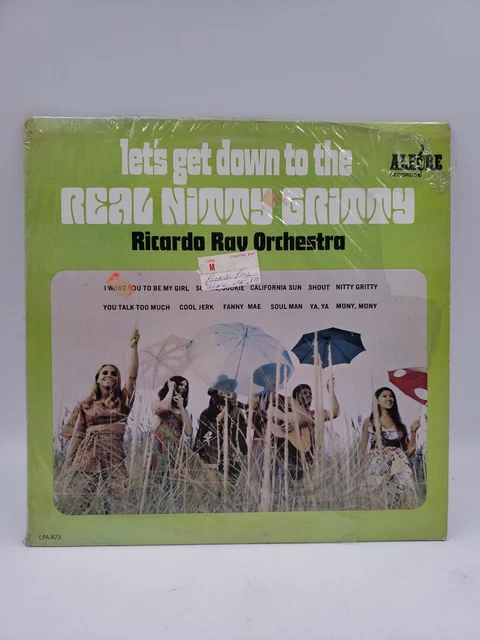 let's get down to the
REAL NITTY GRITTY
ALEGRE
RECORDS®
Ricardo Ray Orchestra
M
I WANT YOU TO BE MY GIRL COOKIE CALIFORNIA SUN SHOUT NITTY GRITTY
YOU TALK TOO MUCH COOL JERK FANNY MAE SOUL MAN YA, YA MONY, MONY
LPA-873